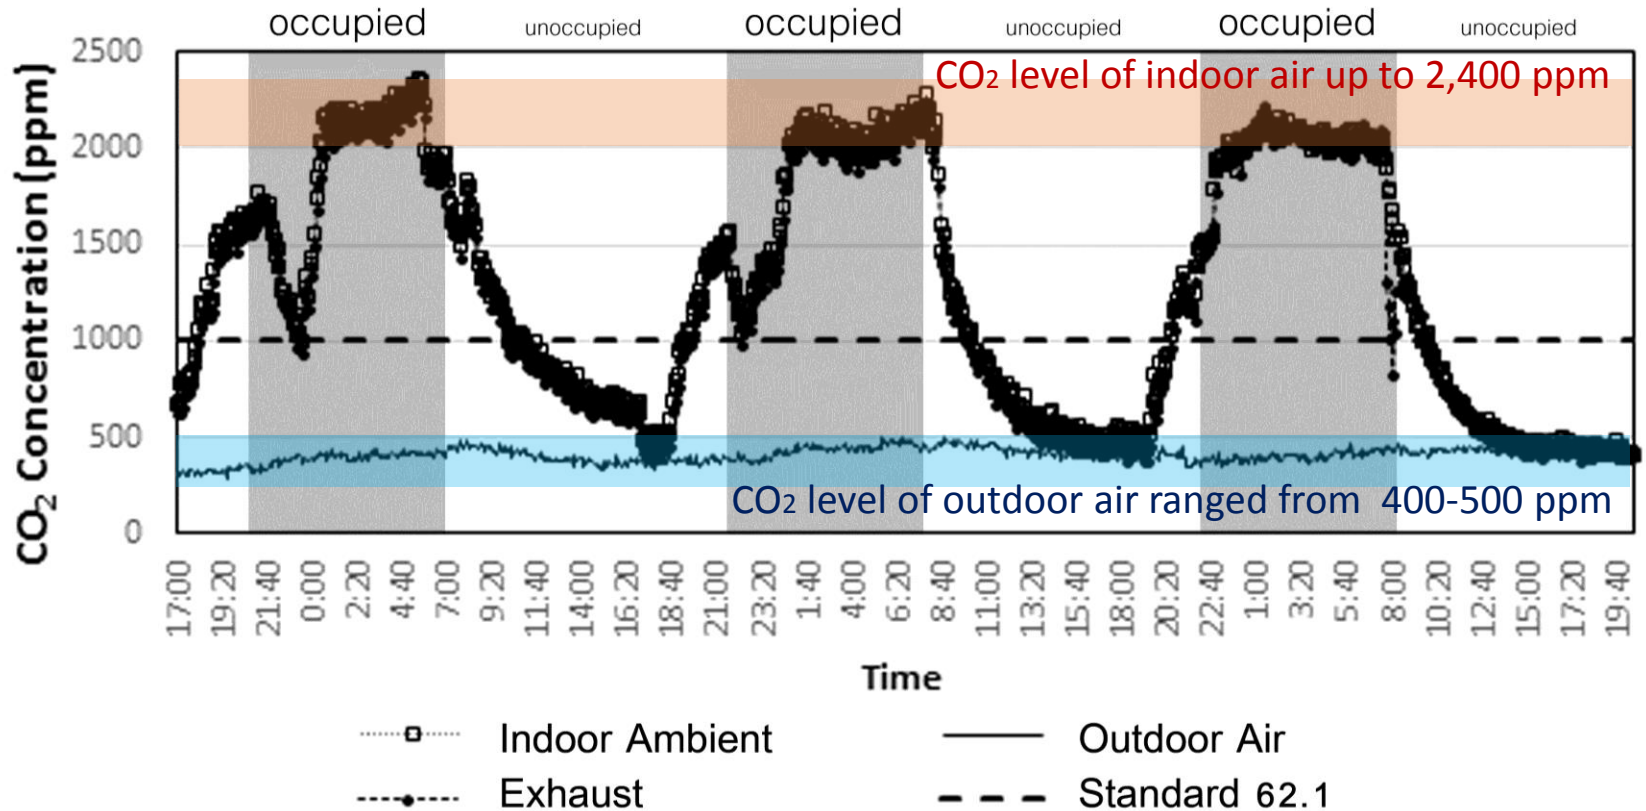 occupied unoccupied occupied unoccupied occupied unoccupied
CO2 level of indoor air up to 2,400 ppm
CO2 level of outdoor air ranged from 400-500 ppm
CO2 Concentration (ppm)
2500
2000
1500
1000
500
0
17:00 19:20 21:40 0:00 2:20 4:40 7:00 9:20 11:40 14:00 16:20 18:40 21:00 23:20 1:40 4:00 6:20 8:40 11:00 13:20 15:40 18:00 20:20 22:40 1:00 3:20 5:40 8:00 10:20 12:40 15:00 17:20 19:40
Time
Indoor Ambient Outdoor Air
Exhaust Standard 62.1